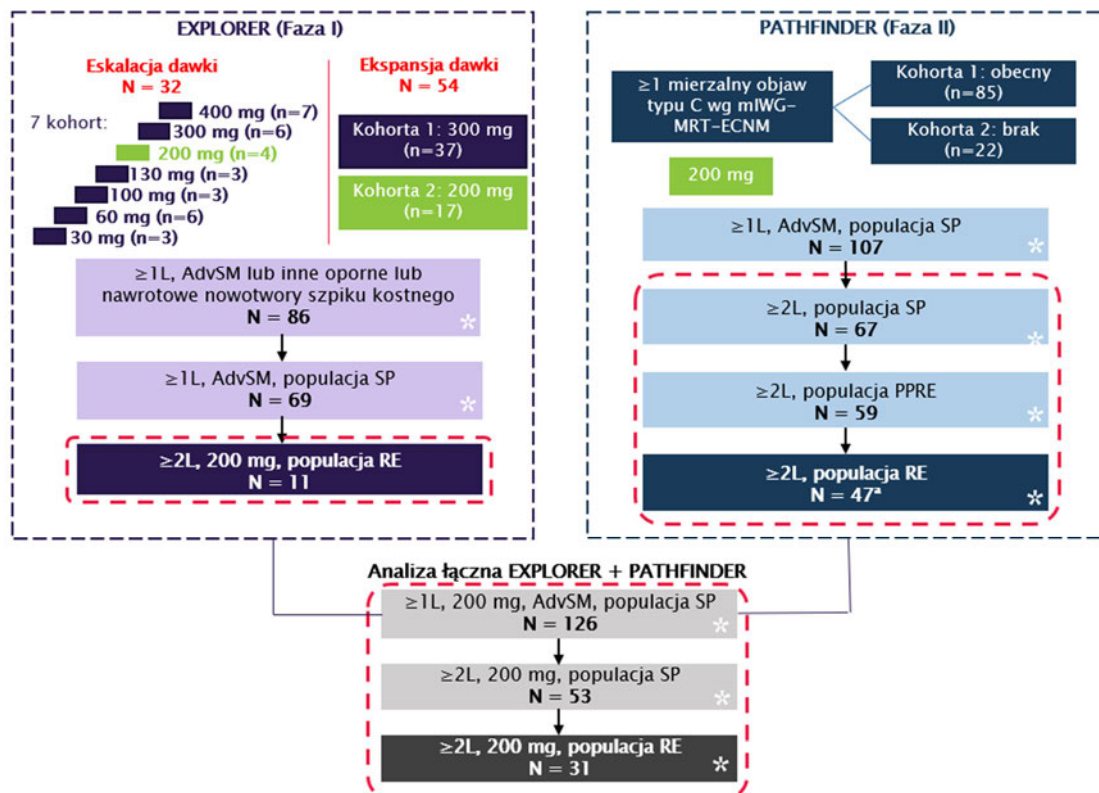 EXPLORER (Faza I)
Eskalacja dawki
N = 32
7 kohort:
400 mg (n=7)
300 mg (n=6)
200 mg (n=4)
130 mg (n=3)
100 mg (n=3)
60 mg (n=6)
30 mg (n=3)
Ekspansja dawki
N = 54
Kohorta 1: 300 mg
(n=37)
Kohorta 2: 200 mg
(n=17)
≥1L, AdvSM lub inne oporne lub
nawrotowe nowotwory szpiku kostnego
N = 86
*
≥1L, AdvSM, populacja SP
N = 69
*
≥2L, 200 mg, populacja RE
N = 11
PATHFINDER (Faza II)
≥1 mierzalny objaw
typu C wg mIWG-
MRT-ECNM
Kohorta 1: obecny
(n=85)
Kohorta 2: brak
(n=22)
200 mg
≥1L, AdvSM, populacja SP
N = 107
*
≥2L, populacja SP
N = 67
*
≥2L, populacja PPRE
N = 59
*
≥2L, populacja RE
N = 47ª
*
Analiza łączna EXPLORER + PATHFINDER
≥1L, 200 mg, AdvSM, populacja SP
N = 126
*
≥2L, 200 mg, populacja SP
N = 53
*
≥2L, 200 mg, populacja RE
N = 31
*